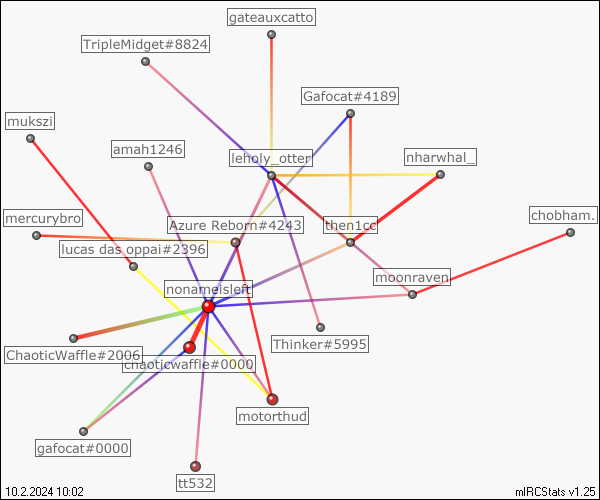 gateauxcatto
TripleMidget#8824
Gafocat#4189
mukszi
amah1246
leholy_otter
nharwhal_
mercurybro
Azure Reborn#4243
then1cc
chobham.
lucas das oppai#2396
moonraven
nonameisleft
ChaoticWaffle#2006
chaoticwaffle#0000
Thinker#5995
motorthud
gafocat#0000
tt532
10.2.2024 10:02
mIRCStats v1.25